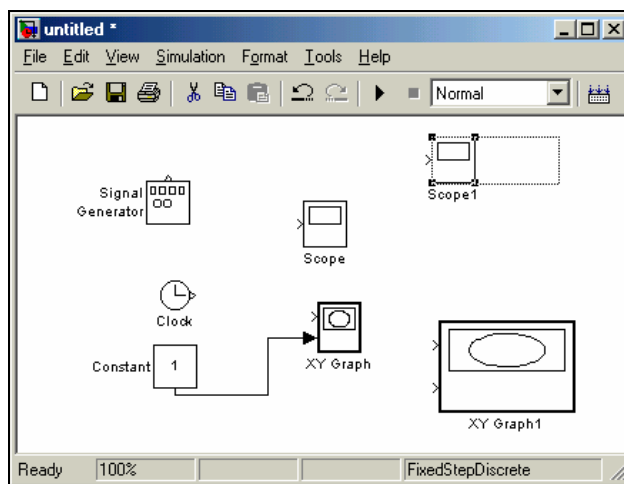 untitled *
File Edit View Simulation Format Tools Help
Normal
Scope1
Signal
Generator
Scope
Clock
Constant
1
XY Graph
XY Graph1
Ready 100% FixedStepDiscrete